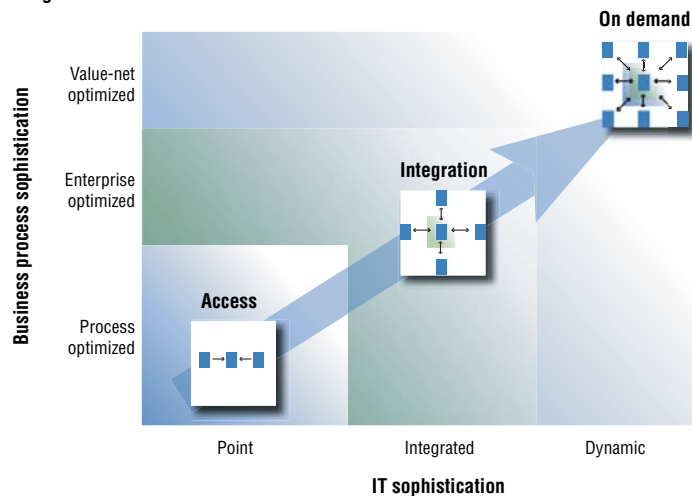 On demand
Value-net
optimized
Integration
Enterprise
optimized
Access
Process
optimized
Business process sophistication
Point
Integrated
Dynamic
IT sophistication